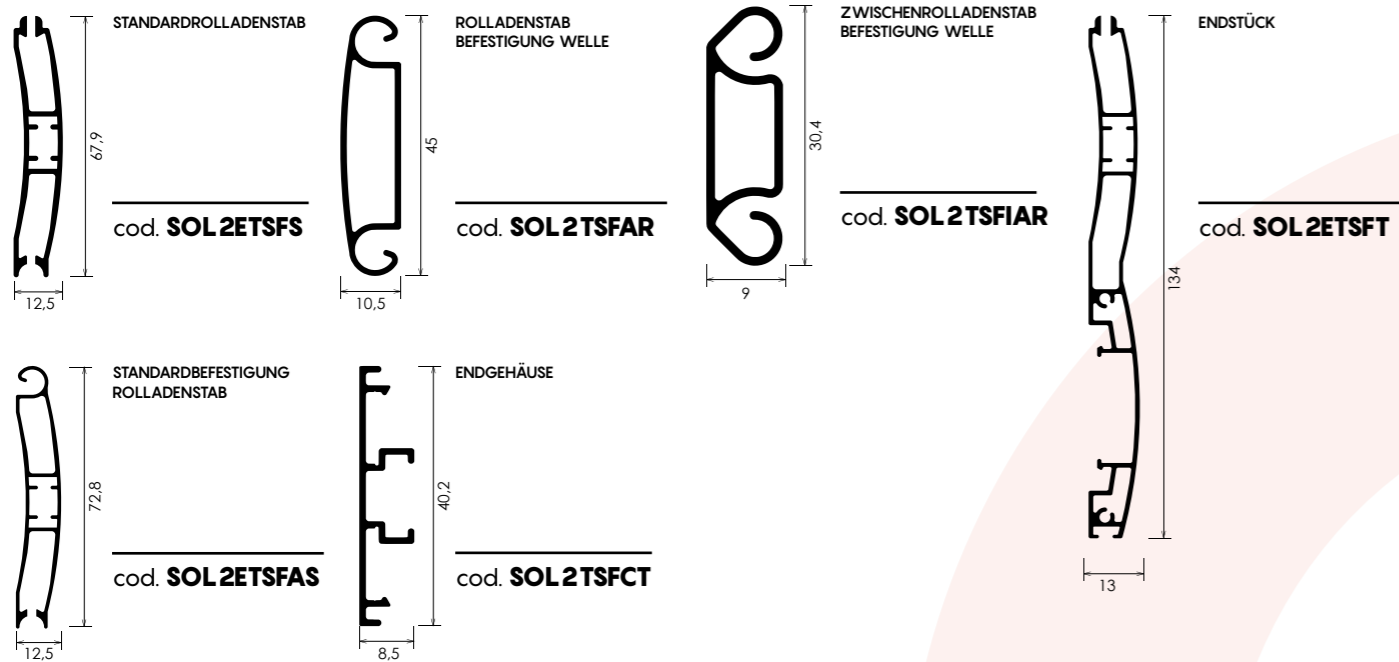 STANDARDROLLADENSTAB
67,9
cod. SOL2ETSFS
12,5
ROLLADENSTAB
BEFESTIGUNG WELLE
45
cod. SOL2TSFAR
10,5
ZWISCHENROLLADENSTAB
BEFESTIGUNG WELLE
30,4
cod. SOL2TSFIAR
9
ENDSTÜCK
cod. SOL2ETSFT
134
13
STANDARDBEFESTIGUNG
ROLLADENSTAB
72,8
cod. SOL2ETSFAS
12,5
ENDGEHÄUSE
40,2
cod. SOL2TSFCT
8,5